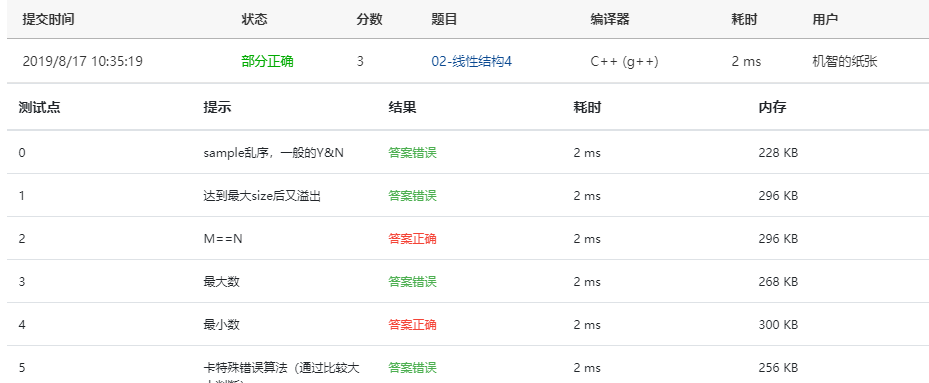 提交时间 状态 分数 题目 编译器 耗时 用户
2019/8/17 10:35:19 部分正确 3 02-线性结构4 C++ (g++) 2 ms 机智的纸张
测试点 提示 结果 耗时 内存
0 sample乱序，一般的Y&N 答案错误 2 ms 228 KB
1 达到最大size后又溢出 答案错误 2 ms 296 KB
2 M==N 答案正确 2 ms 296 KB
3 最大数 答案错误 2 ms 268 KB
4 最小数 答案正确 2 ms 300 KB
5 卡特殊错误算法（通过比较大 答案错误 2 ms 256 KB